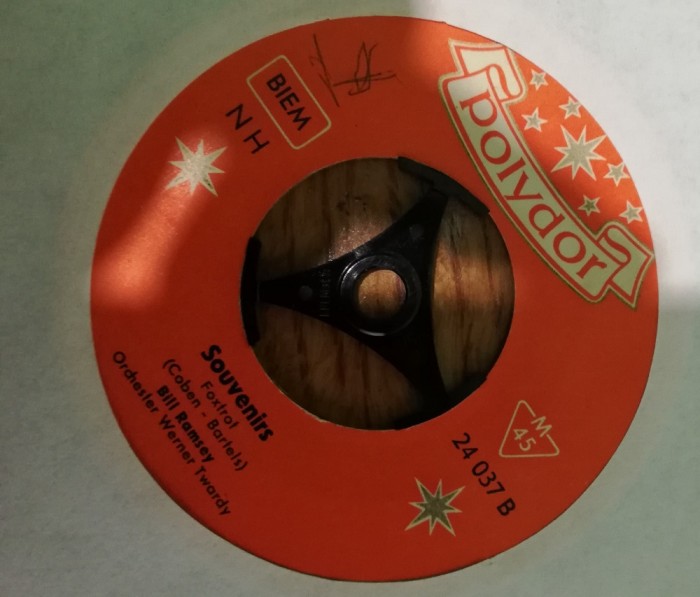 polydor
BIEM
N H
M
45
24 037 B
Souvenirs
Foxtrot
(Coben - Bartels)
Bill Ramsey
Orchester Werner Twardy